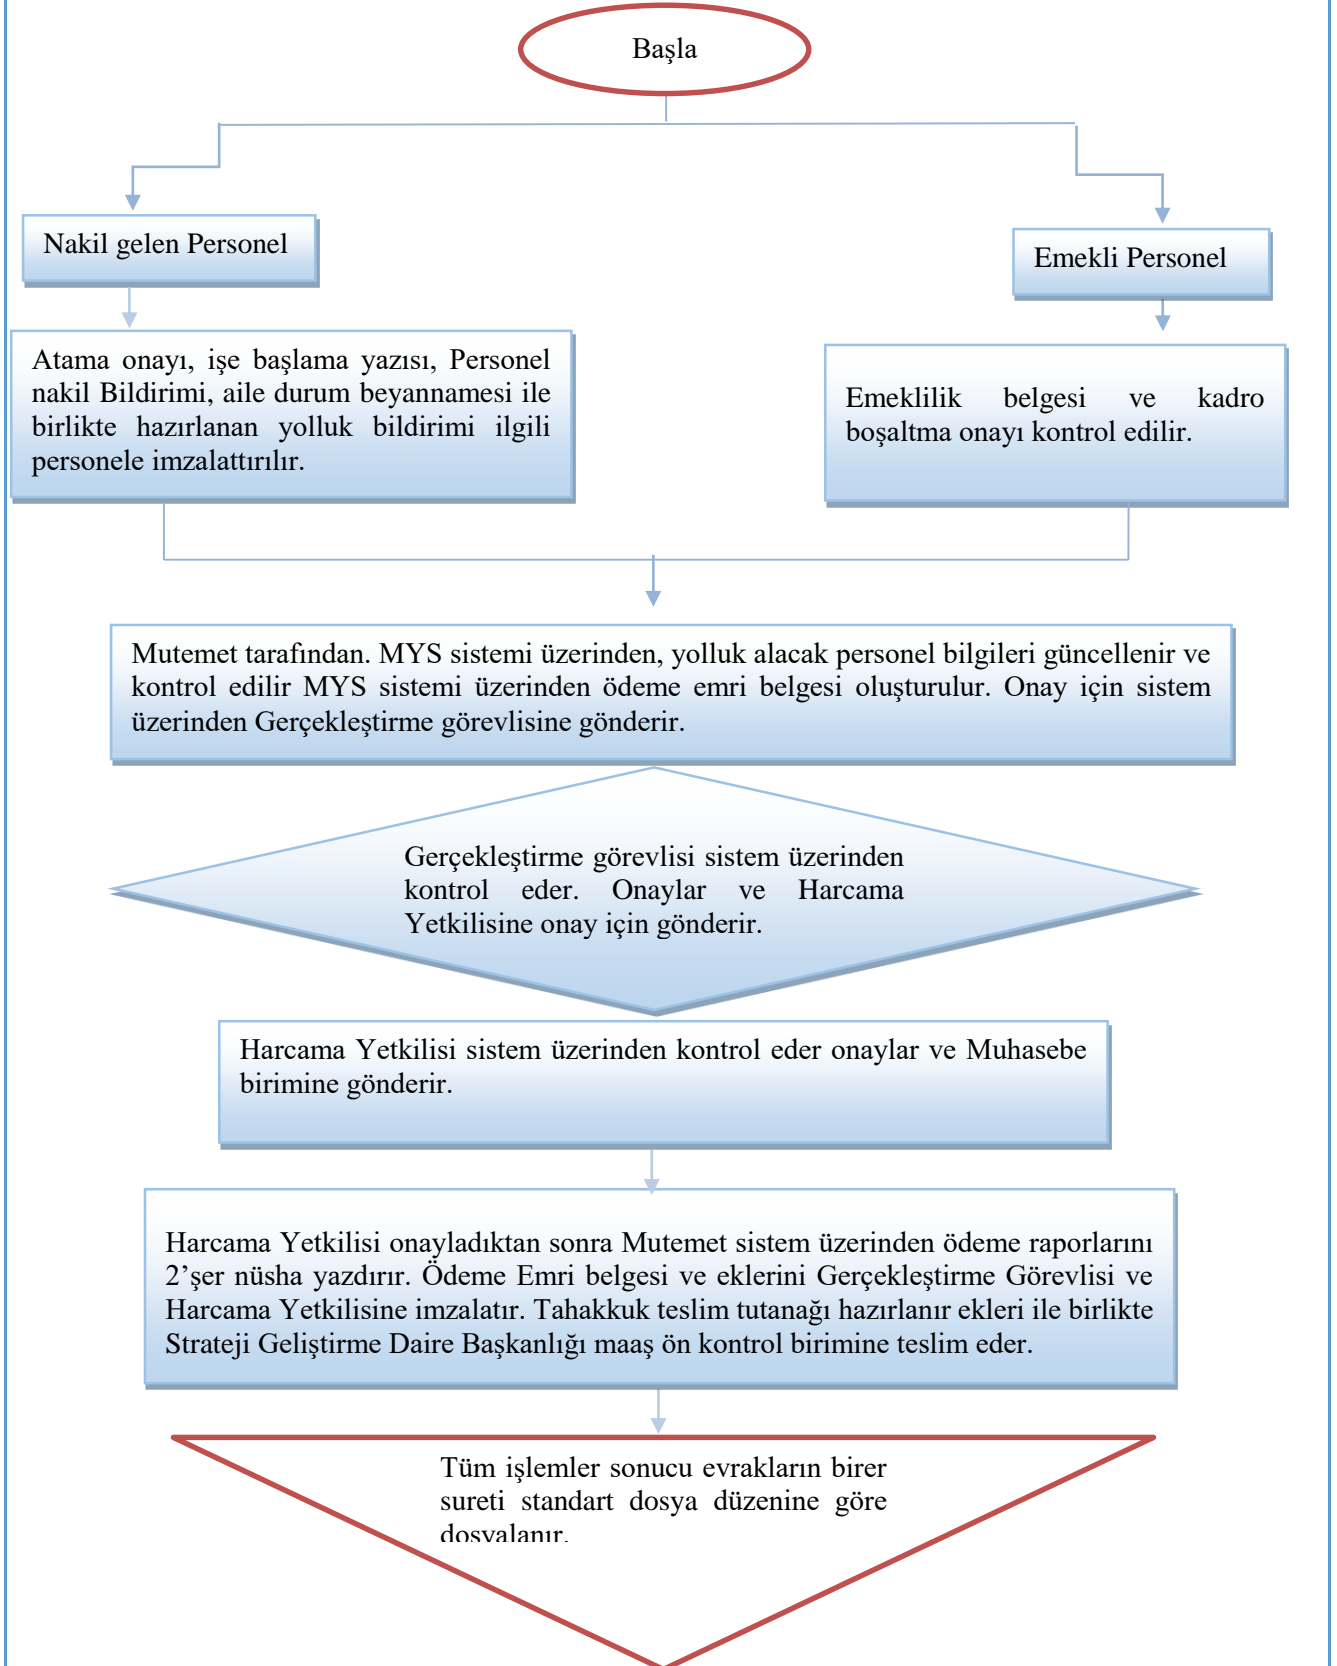 Başla
Nakil gelen Personel
Emekli Personel
Atama onayı, işe başlama yazısı, Personel
nakil Bildirimi, aile durum beyannamesi ile
birlikte hazırlanan yolluk bildirimi ilgili
personele imzalattırılır.
Emeklilik belgesi ve kadro
boşaltma onayı kontrol edilir.
Mutemet tarafından. MYS sistemi üzerinden, yolluk alacak personel bilgileri güncellenir ve
kontrol edilir MYS sistemi üzerinden ödeme emri belgesi oluşturulur. Onay için sistem
üzerinden Gerçekleştirme görevlisine gönderir.
Gerçekleştirme görevlisi sistem üzerinden
kontrol eder. Onaylar ve Harcama
Yetkilisine onay için gönderir.
Harcama Yetkilisi sistem üzerinden kontrol eder onaylar ve Muhasebe
birimine gönderir.
Harcama Yetkilisi onayladıktan sonra Mutemet sistem üzerinden ödeme raporlarını
2’şer nüsha yazdırır. Ödeme Emri belgesi ve eklerini Gerçekleştirme Görevlisi ve
Harcama Yetkilisine imzalatır. Tahakkuk teslim tutanağı hazırlanır ekleri ile birlikte
Strateji Geliştirme Daire Başkanlığı maaş ön kontrol birimine teslim eder.
Tüm işlemler sonucu evrakların birer
sureti standart dosya düzenine göre
dosyalanır.